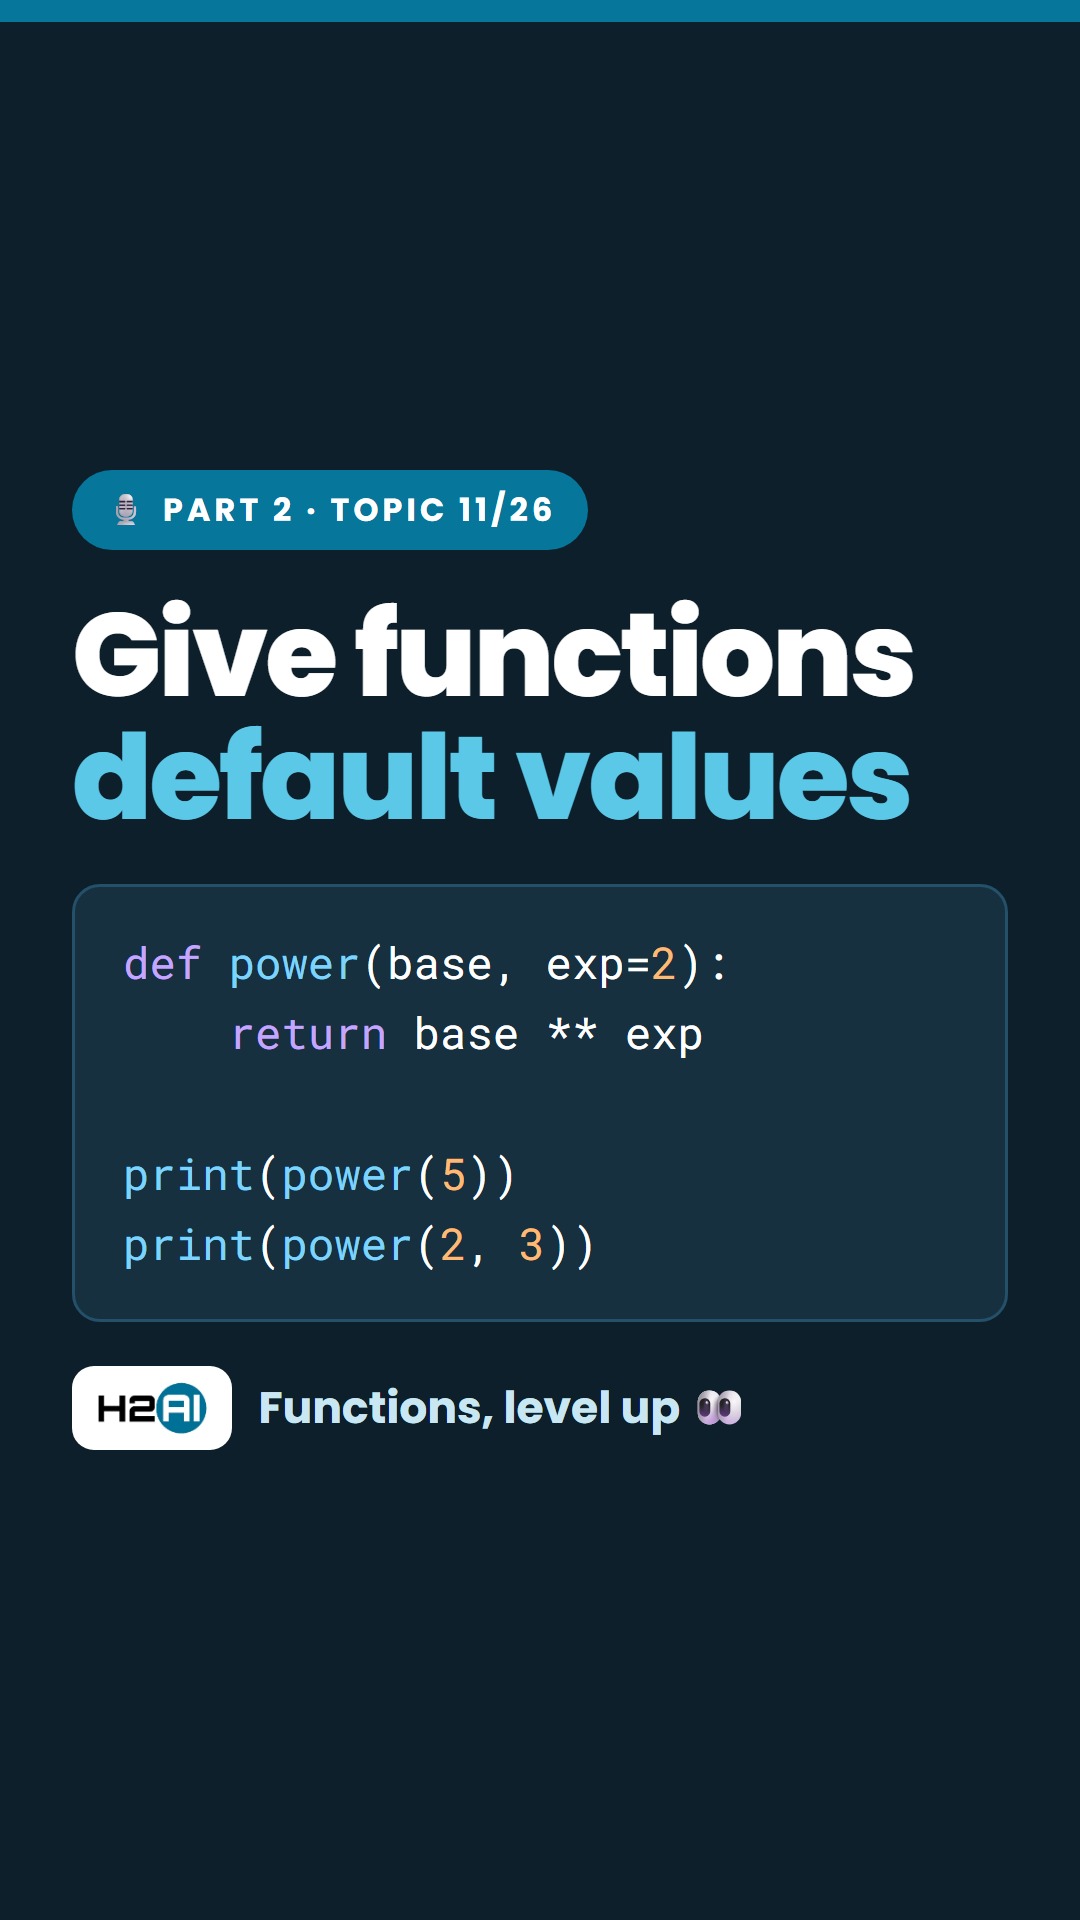 🎙️ PART 2 · TOPIC 11/26
Give functions
default values
def power(base, exp=2):
    return base ** exp
print(power(5))
print(power(2, 3))
H2AI Functions, level up 👀